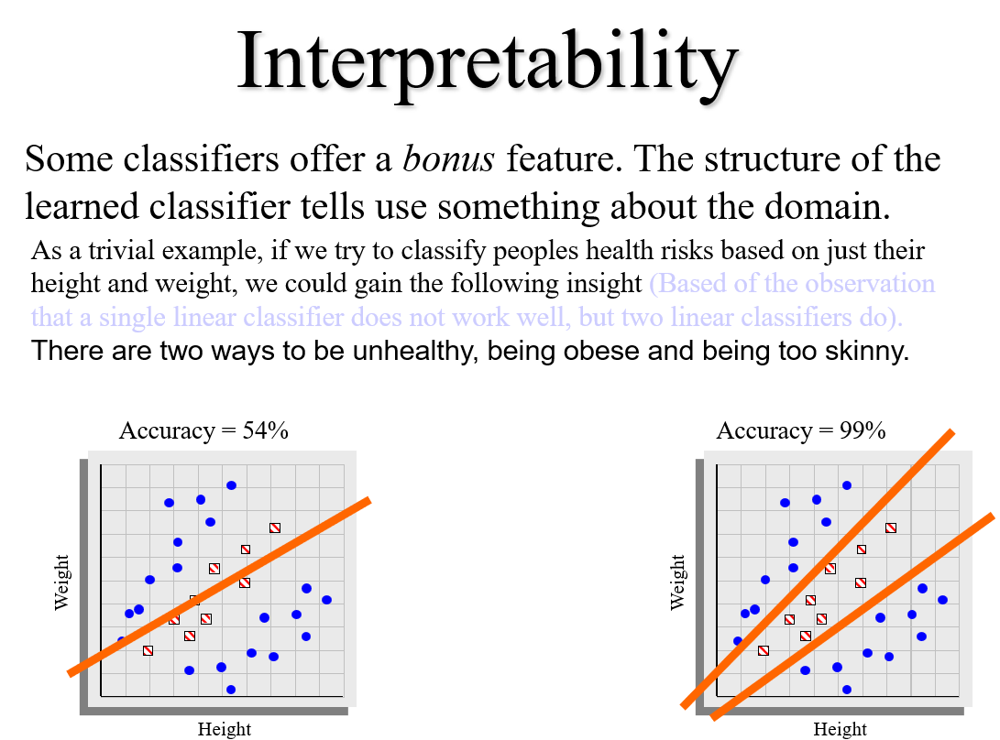 Interpretability
Some classifiers offer a bonus feature. The structure of the
learned classifier tells use something about the domain.
As a trivial example, if we try to classify peoples health risks based on just their
height and weight, we could gain the following insight (Based of the observation
that a single linear classifier does not work well, but two linear classifiers do).
There are two ways to be unhealthy, being obese and being too skinny.
Accuracy = 54%
Weight
Height
Accuracy = 99%
Weight
Height